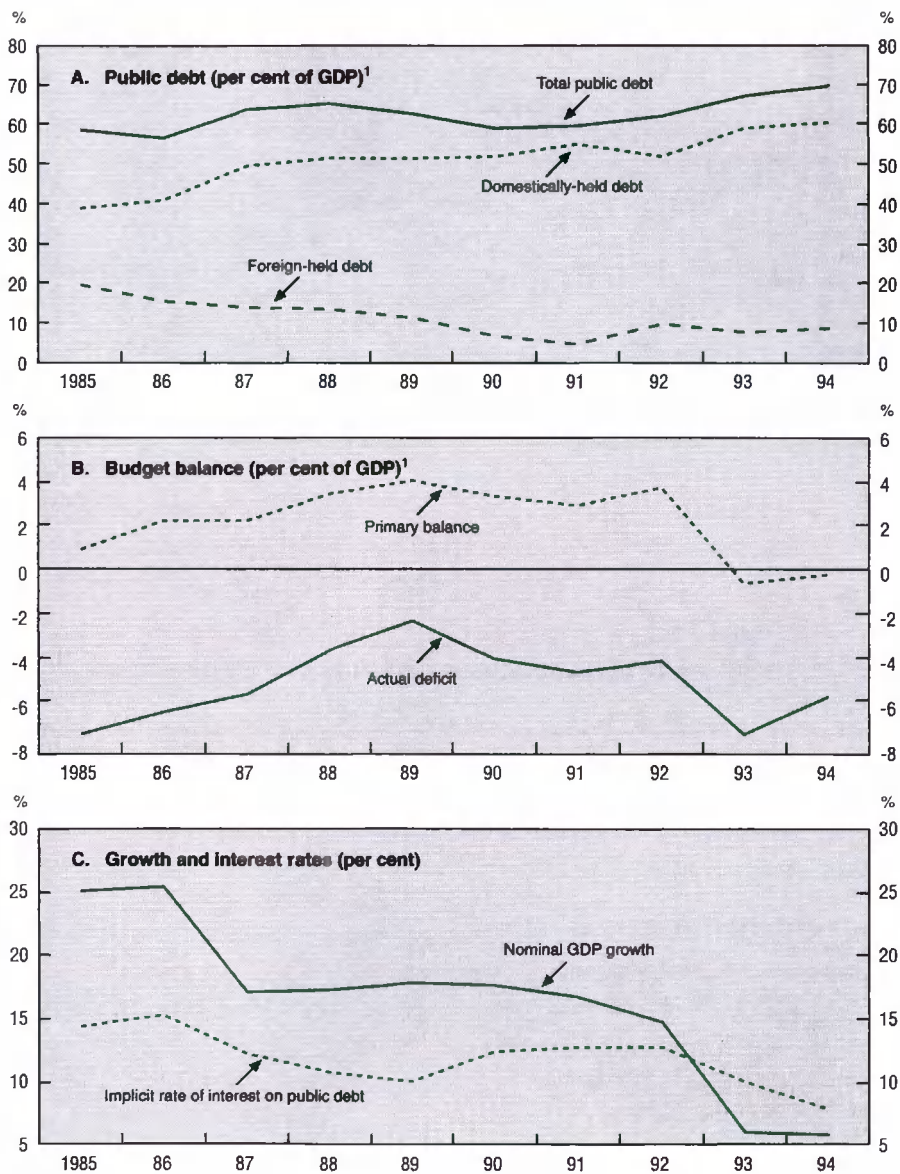 % %
80 80
A. Public debt (per cent of GDP)¹
Total public debt
70 70
60 60
50 50
Domestically-held debt
40 40
30 30
Foreign-held debt
20 20
10 10
0 0
1985 86 87 88 89 90 91 92 93 94
% %
6 6
B. Budget balance (per cent of GDP)¹
4 4
Primary balance
2 2
0 0
-2 -2
-4 -4
Actual deficit
-6 -6
-8 -8
1985 86 87 88 89 90 91 92 93 94
% %
30 30
C. Growth and interest rates (per cent)
25 25
20 20
Nominal GDP growth
15 15
10 10
Implicit rate of interest on public debt
5 5
1985 86 87 88 89 90 91 92 93 94